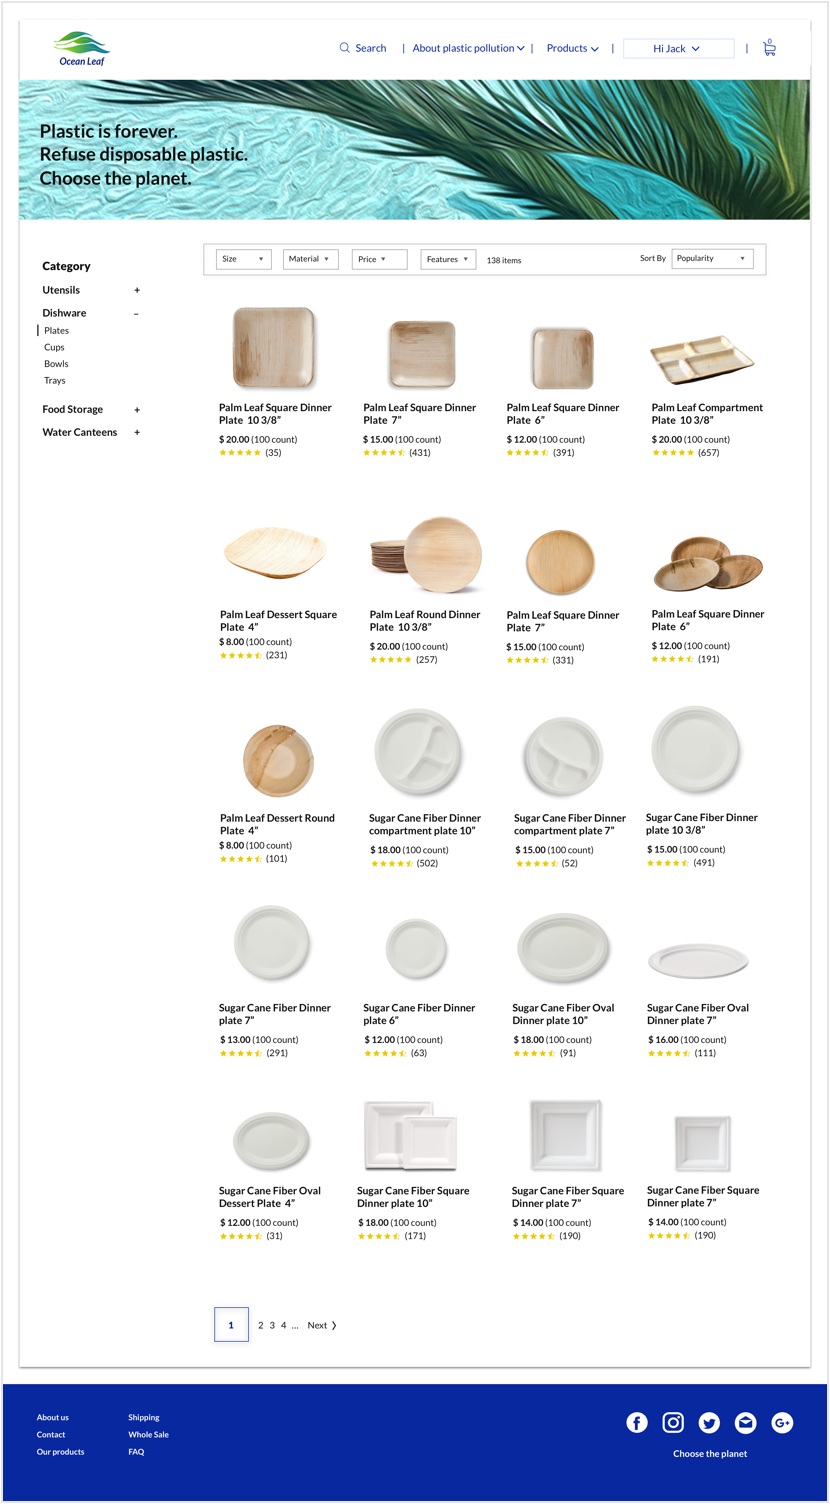 Ocean Leaf
Search | About plastic pollution | Products | Hi Jack | 0
Plastic is forever.
Refuse disposable plastic.
Choose the planet.
Category
Utensils +
Dishware –
Plates
Cups
Bowls
Trays
Food Storage +
Water Canteens +
Size Material Price Features 138 items Sort By Popularity
Palm Leaf Square Dinner
Plate 10 3/8”
$ 20.00 (100 count)
(35)
Palm Leaf Square Dinner
Plate 7”
$ 15.00 (100 count)
(431)
Palm Leaf Square Dinner
Plate 6”
$ 12.00 (100 count)
(391)
Palm Leaf Compartment
Plate 10 3/8”
$ 20.00 (100 count)
(657)
Palm Leaf Dessert Square
Plate 4”
$ 8.00 (100 count)
(231)
Palm Leaf Round Dinner
Plate 10 3/8”
$ 20.00 (100 count)
(257)
Palm Leaf Square Dinner
Plate 7”
$ 15.00 (100 count)
(331)
Palm Leaf Square Dinner
Plate 6”
$ 12.00 (100 count)
(191)
Palm Leaf Dessert Round
Plate 4”
$ 8.00 (100 count)
(101)
Sugar Cane Fiber Dinner
compartment plate 10”
$ 18.00 (100 count)
(502)
Sugar Cane Fiber Dinner
compartment plate 7”
$ 15.00 (100 count)
(52)
Sugar Cane Fiber Dinner
plate 10 3/8”
$ 15.00 (100 count)
(491)
Sugar Cane Fiber Dinner
plate 7”
$ 13.00 (100 count)
(291)
Sugar Cane Fiber Dinner
plate 6”
$ 12.00 (100 count)
(63)
Sugar Cane Fiber Oval
Dinner plate 10”
$ 18.00 (100 count)
(91)
Sugar Cane Fiber Oval
Dinner plate 7”
$ 16.00 (100 count)
(111)
Sugar Cane Fiber Oval
Dessert Plate 4”
$ 12.00 (100 count)
(31)
Sugar Cane Fiber Square
Dinner plate 10”
$ 18.00 (100 count)
(171)
Sugar Cane Fiber Square
Dinner plate 7”
$ 14.00 (100 count)
(190)
Sugar Cane Fiber Square
Dinner plate 7”
$ 14.00 (100 count)
(190)
1 2 3 4 ... Next
About us
Contact
Our products
Shipping
Whole Sale
FAQ
G+
Choose the planet